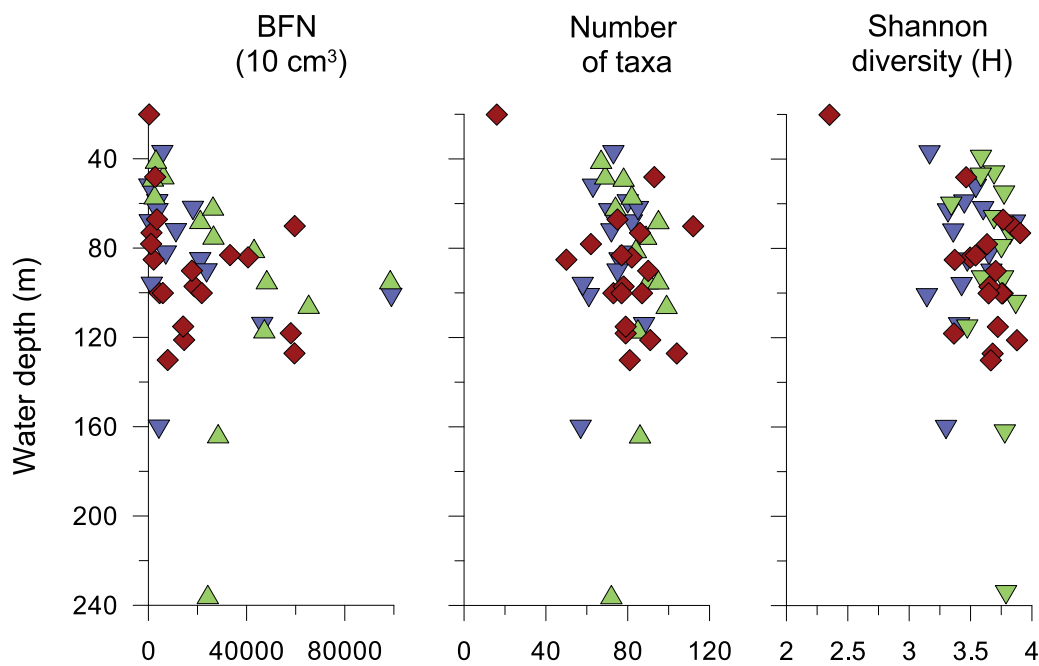 BFN
(10 cm³)
Number
of taxa
Shannon
diversity (H)
Water depth (m)
40
80
120
160
200
240
0 40000 80000
0 40 80 120
2 2.5 3 3.5 4